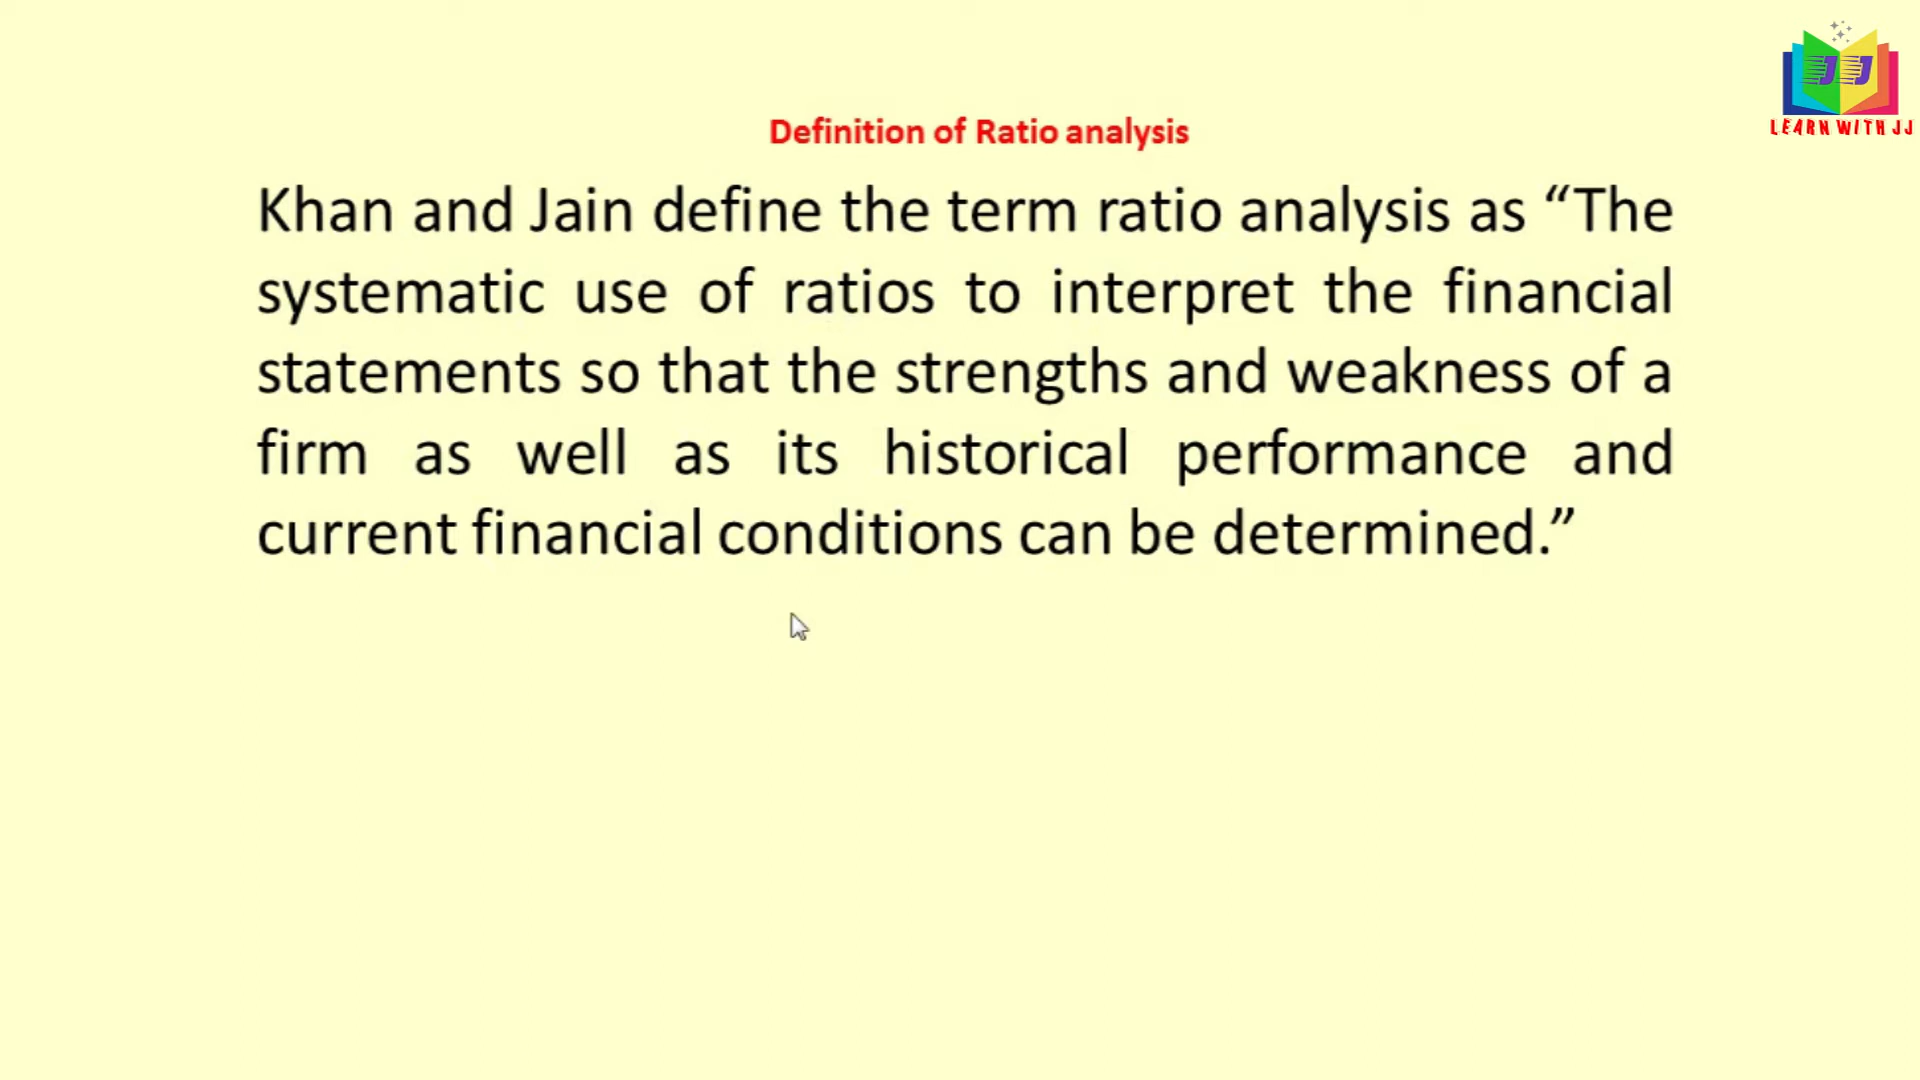 Definition of Ratio analysis
Khan and Jain define the term ratio analysis as “The
systematic use of ratios to interpret the financial
statements so that the strengths and weakness of a
firm as well as its historical performance and
current financial conditions can be determined.”
JJ
LEARN WITH JJ